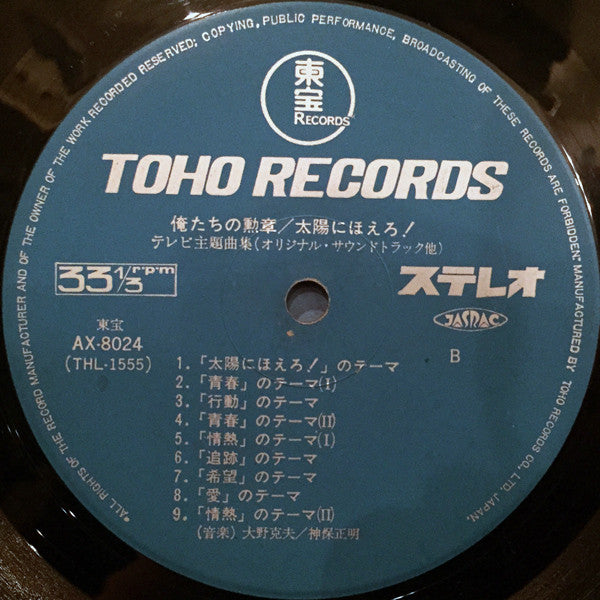 "ALL RIGHTS OF THE RECORD MANUFACTURER AND OF THE OWNER OF THE WORK RECORDED RESERVED; COPYING, PUBLIC PERFORMANCE, BROADCASTING OF THESE RECORDS ARE FORBIDDEN." MANUFACTURED BY TOHO RECORDS CO., LTD. JAPAN.
東宝
RECORDS
TOHO RECORDS
俺たちの勲章/太陽にほえろ!
テレビ主題曲集(オリジナル・サウンドトラック他)
33 1/3 r.p.m
ステレオ
JASRAC
東宝
AX-8024
(THL-1555)
B
1.「太陽にほえろ!」のテーマ
2.「青春」のテーマ(I)
3.「行動」のテーマ
4.「青春」のテーマ(II)
5.「情熱」のテーマ(I)
6.「追跡」のテーマ
7.「希望」のテーマ
8.「愛」のテーマ
9.「情熱」のテーマ(II)
(音楽)大野克夫/神保正明